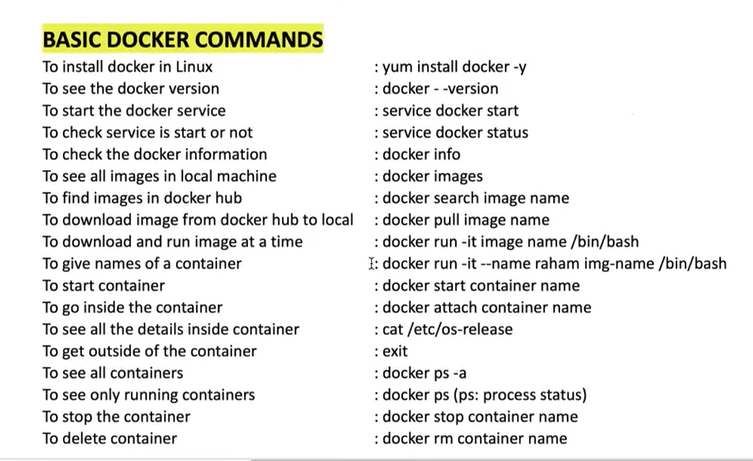 BASIC DOCKER COMMANDS
To install docker in Linux : yum install docker -y
To see the docker version : docker - -version
To start the docker service : service docker start
To check service is start or not : service docker status
To check the docker information : docker info
To see all images in local machine : docker images
To find images in docker hub : docker search image name
To download image from docker hub to local : docker pull image name
To download and run image at a time : docker run -it image name /bin/bash
To give names of a container : docker run -it --name raham img-name /bin/bash
To start container : docker start container name
To go inside the container : docker attach container name
To see all the details inside container : cat /etc/os-release
To get outside of the container : exit
To see all containers : docker ps -a
To see only running containers : docker ps (ps: process status)
To stop the container : docker stop container name
To delete container : docker rm container name